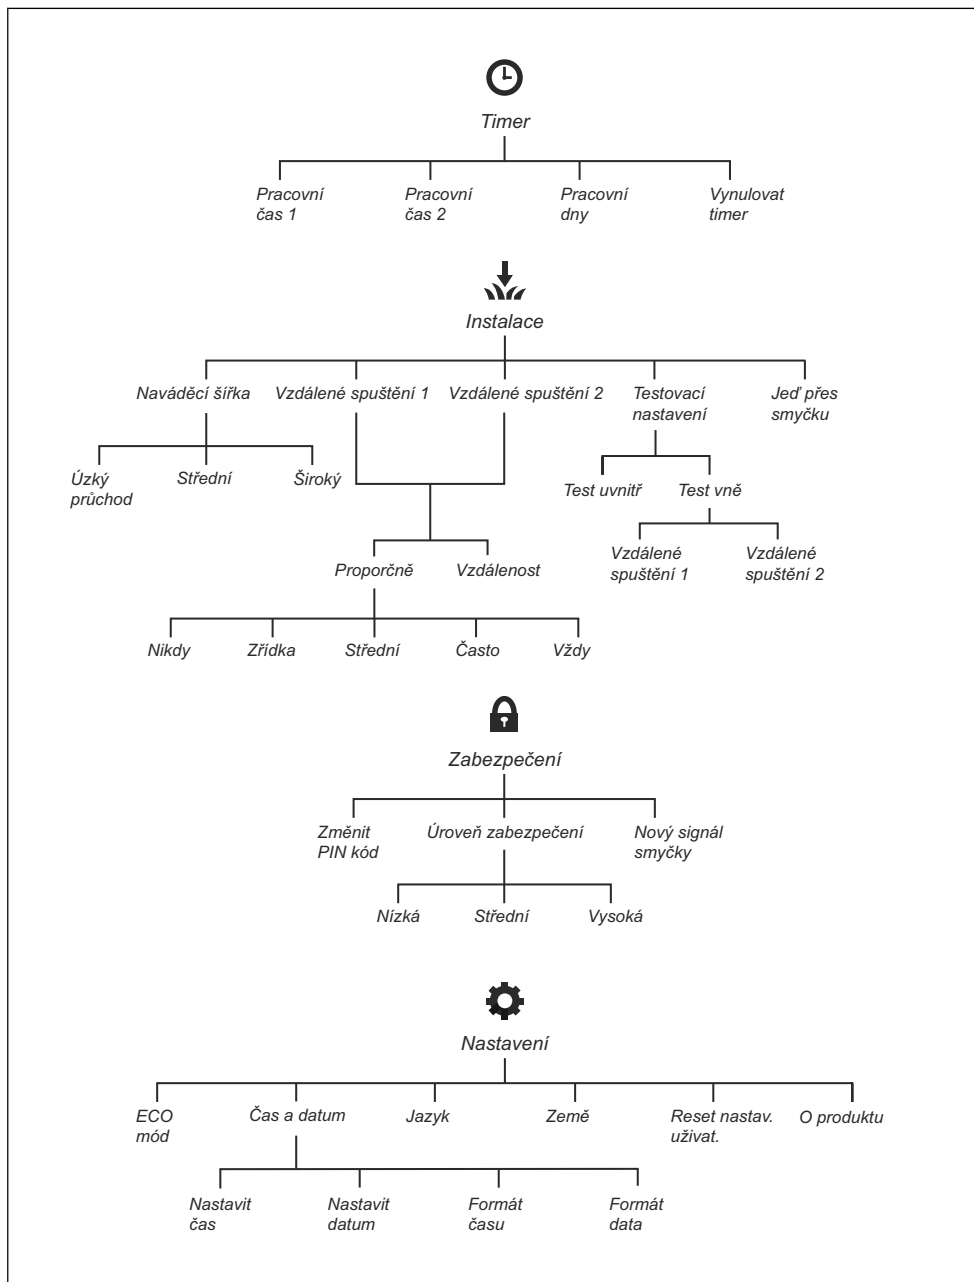 Timer
Pracovní
čas 1
Pracovní
čas 2
Pracovní
dny
Vynulovat
timer
Instalace
Naváděcí šířka
Vzdálené spuštění 1
Vzdálené spuštění 2
Testovací
nastavení
Jeď přes
smyčku
Úzký
průchod
Střední
Široký
Test uvnitř
Test vně
Proporčně
Vzdálenost
Vzdálené
spuštění 1
Vzdálené
spuštění 2
Nikdy
Zřídka
Střední
Často
Vždy
Zabezpečení
Změnit
PIN kód
Úroveň zabezpečení
Nový signál
smyčky
Nízká
Střední
Vysoká
Nastavení
ECO
mód
Čas a datum
Jazyk
Země
Reset nastav.
uživat.
O produktu
Nastavit
čas
Nastavit
datum
Formát
času
Formát
data